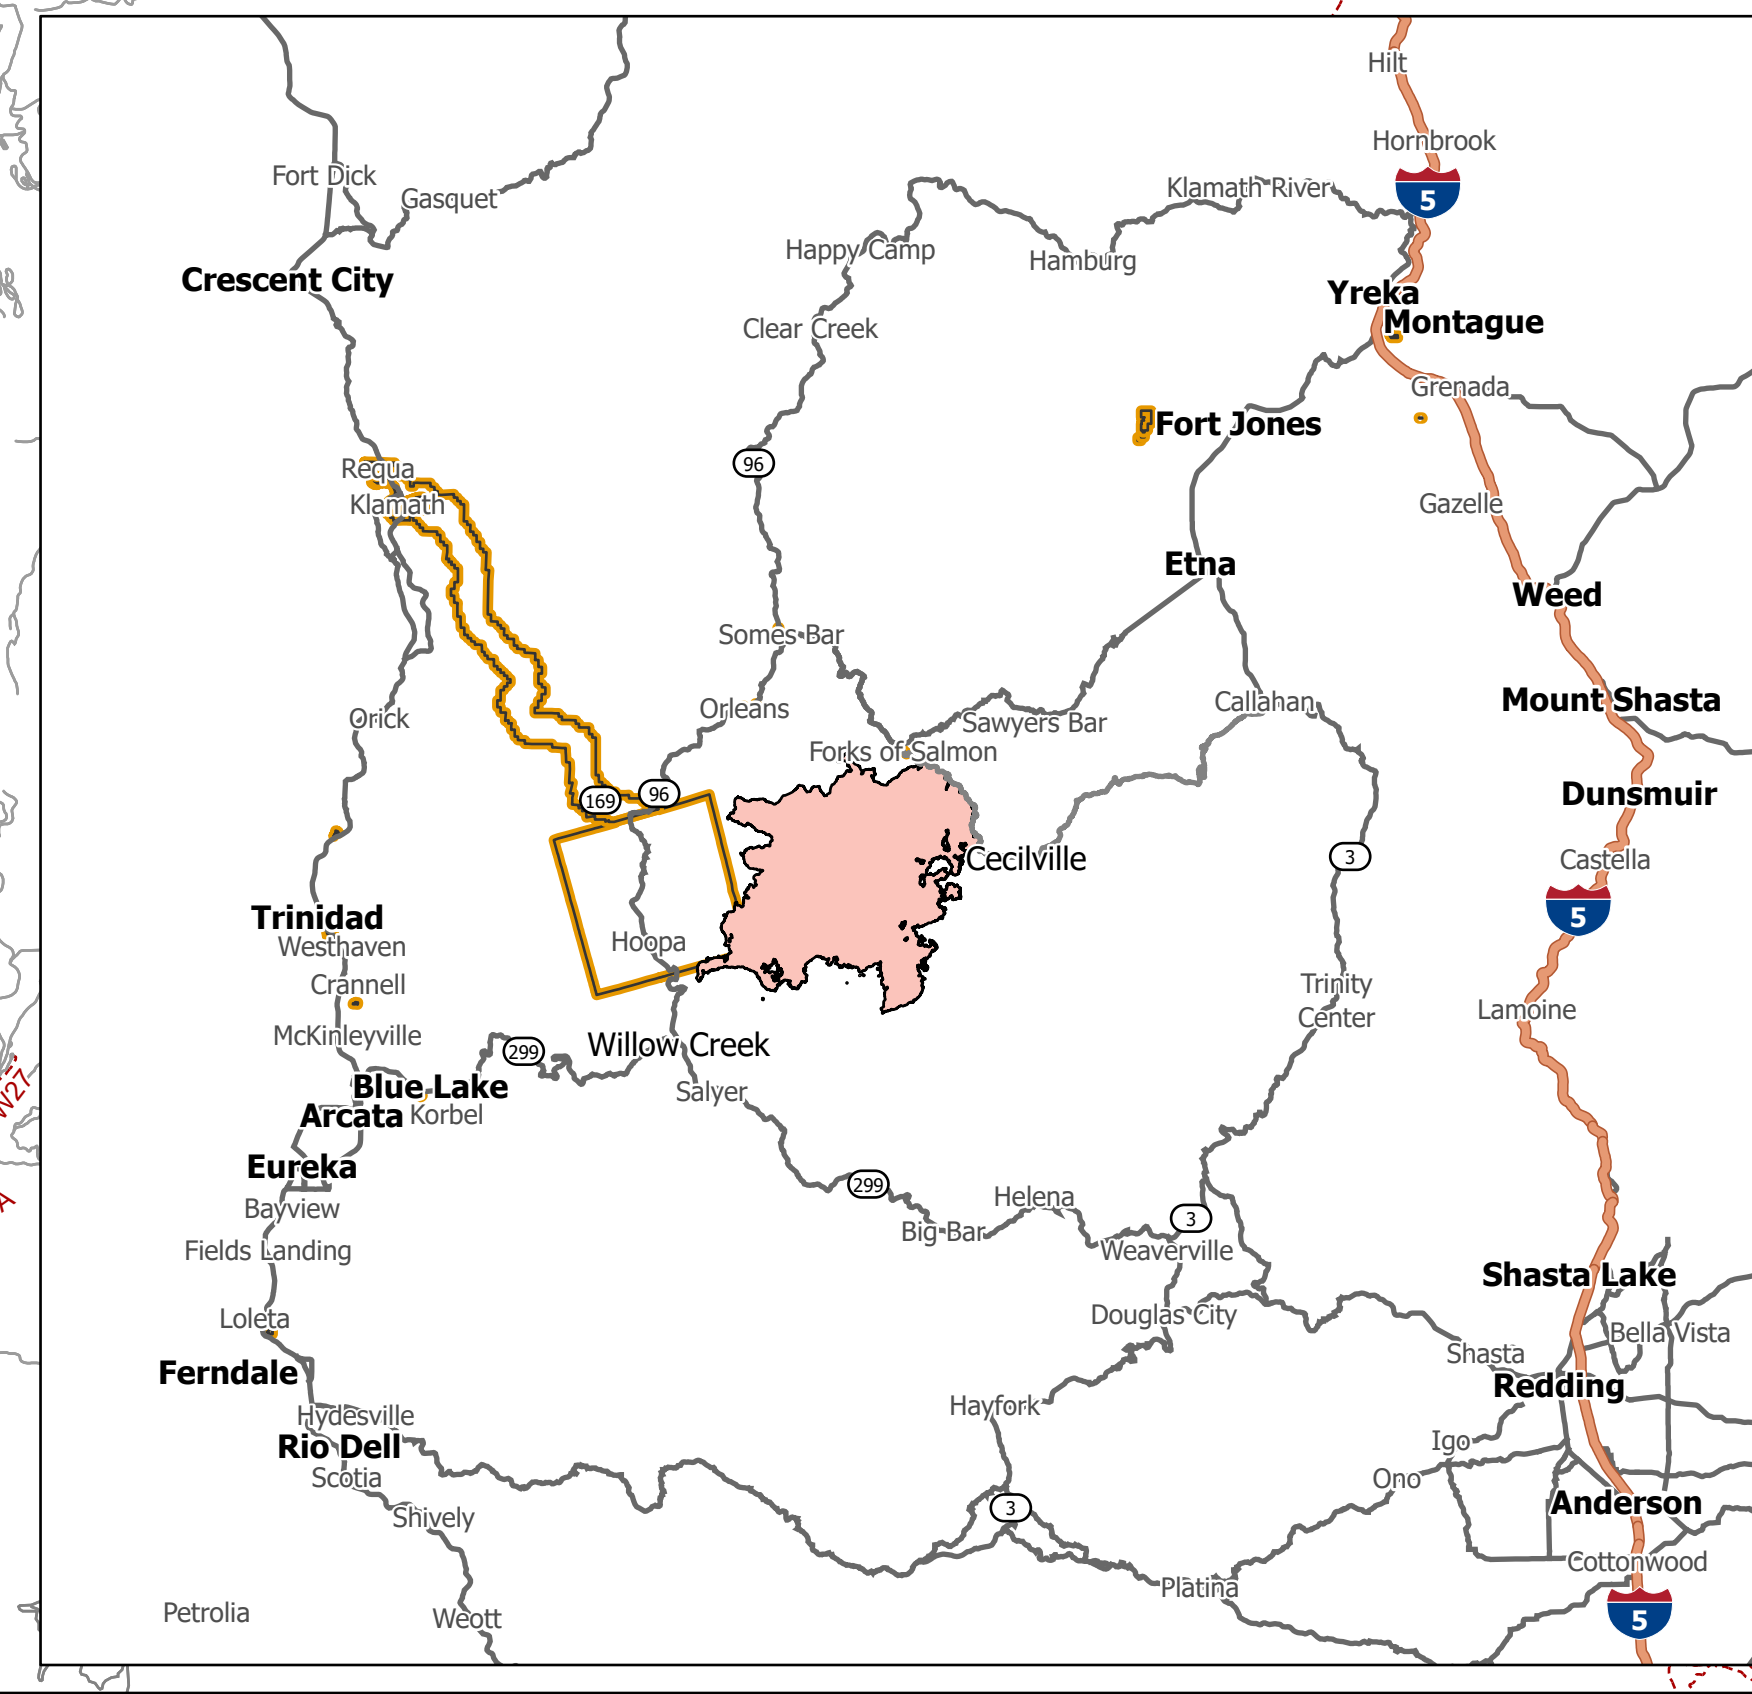 Hilt
Hornbrook
5
Fort Dick
Gasquet
Klamath River
Happy Camp
Hamburg
Crescent City
Yreka
Montague
Clear Creek
Grenada
Fort Jones
96
Requa
Klamath
Gazelle
Etna
Weed
Somes Bar
Orleans
Callahan
Mount Shasta
Orick
Sawyers Bar
Forks of Salmon
169
96
Dunsmuir
Cecilville
3
Castella
5
Trinidad
Westhaven
Hoopa
Crannell
Trinity
Center
Lamoine
McKinleyville
299
Willow Creek
W27
Blue Lake
Salyer
Arcata
Korbel
Eureka
299
A
Bayview
Helena
3
Big Bar
Fields Landing
Weaverville
Shasta Lake
Loleta
Douglas City
Bella Vista
Shasta
Ferndale
Redding
Hayfork
Hydesville
Rio Dell
Igo
Scotia
Ono
Anderson
3
Shively
Cottonwood
Platina
Petrolia
Weott
5